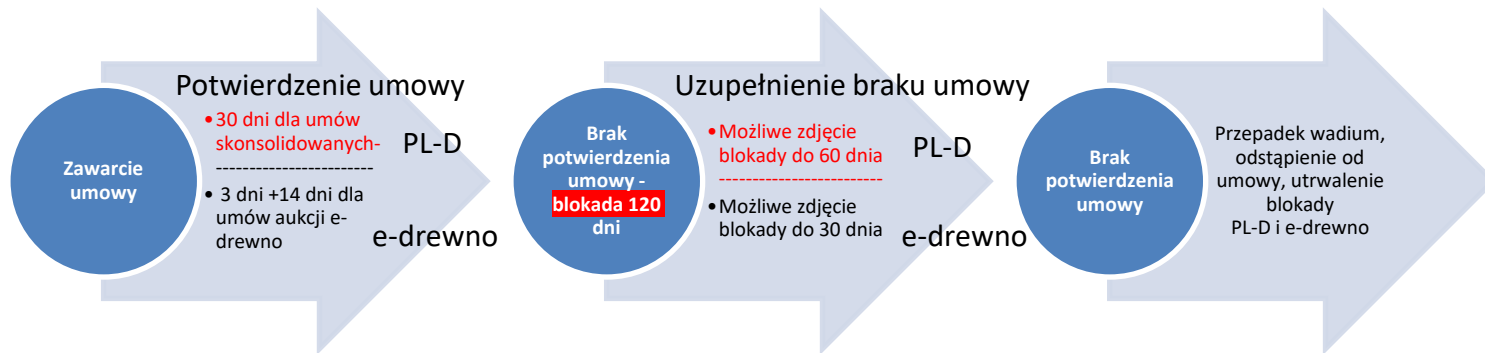 Zawarcie
umowy
Potwierdzenie umowy
•30 dni dla umów
skonsolidowanych-
-----------------------
PL-D
• 3 dni +14 dni dla
umów aukcji e-
drewno
e-drewno
Brak
potwierdzenia
umowy -
blokada 120
dni
Uzupełnienie braku umowy
•Możliwe zdjęcie
blokady do 60 dnia
------------------------
PL-D
•Możliwe zdjęcie
blokady do 30 dnia
e-drewno
Brak
potwierdzenia
umowy
Przepadek wadium,
odstąpienie od
umowy, utrwalenie
blokady
PL-D i e-drewno